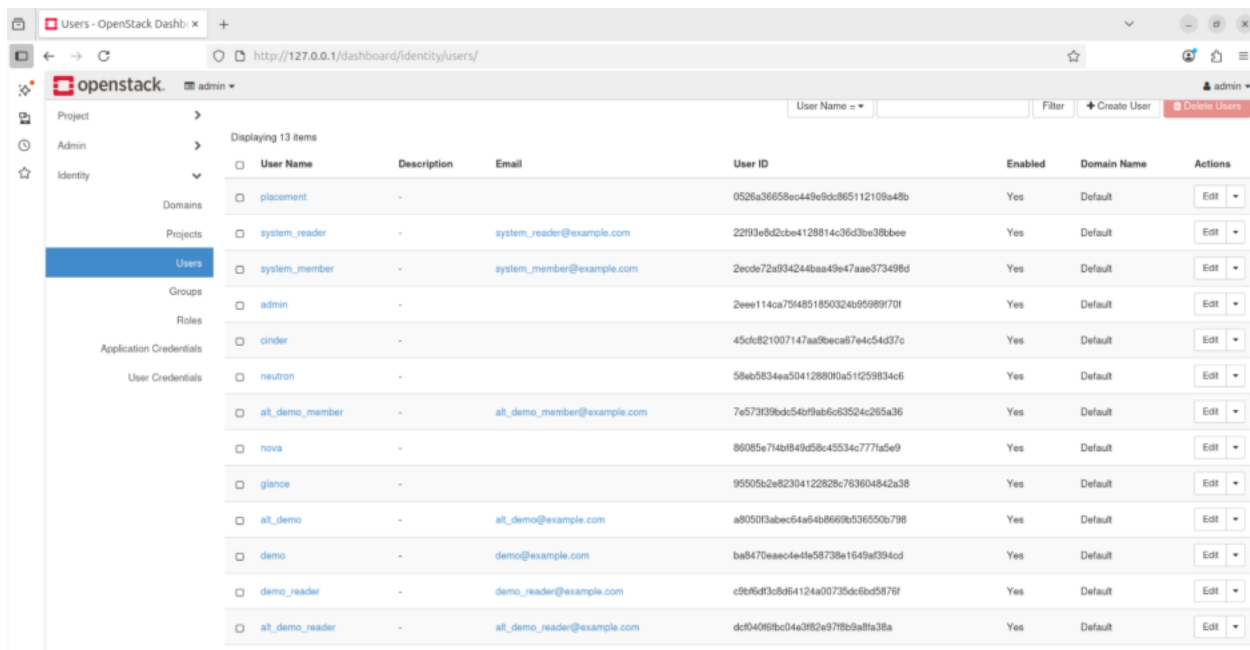 Users - OpenStack Dashb
http://127.0.0.1/dashboard/identity/users/
openstack. admin admin
Project
Admin
Identity
Domains
Projects
Users
Groups
Roles
Application Credentials
User Credentials
User Name = Filter + Create User Delete Users
Displaying 13 items
User Name Description Email User ID Enabled Domain Name Actions
placement - 0526a36658ec449e9dc865112109a48b Yes Default Edit
system_reader - system_reader@example.com 22f93e8d2cbe4128814c36d3be38bbee Yes Default Edit
system_member - system_member@example.com 2ecde72a934244baa49e47aae373498d Yes Default Edit
admin - 2eee114ca75f4851850324b95989f70f Yes Default Edit
cinder - 45cfc821007147aa9beca67e4c54d37c Yes Default Edit
neutron - 58eb5834ea50412880f0a51f259834c6 Yes Default Edit
alt_demo_member - alt_demo_member@example.com 7e573f39bdc54bf9ab6c63524c265a36 Yes Default Edit
nova - 86085e7f4bf849d58c45534c777fa5e9 Yes Default Edit
glance - 95505b2e82304122828c763604842a38 Yes Default Edit
alt_demo - alt_demo@example.com a8050f3abec64a64b8669b536550b798 Yes Default Edit
demo - demo@example.com ba8470eaec4e4fe58738e1649af394cd Yes Default Edit
demo_reader - demo_reader@example.com c9bf6df3c8d64124a00735dc6bd5876f Yes Default Edit
alt_demo_reader - alt_demo_reader@example.com dcf040f6fbc04e3f82e97f8b9a8fa38a Yes Default Edit